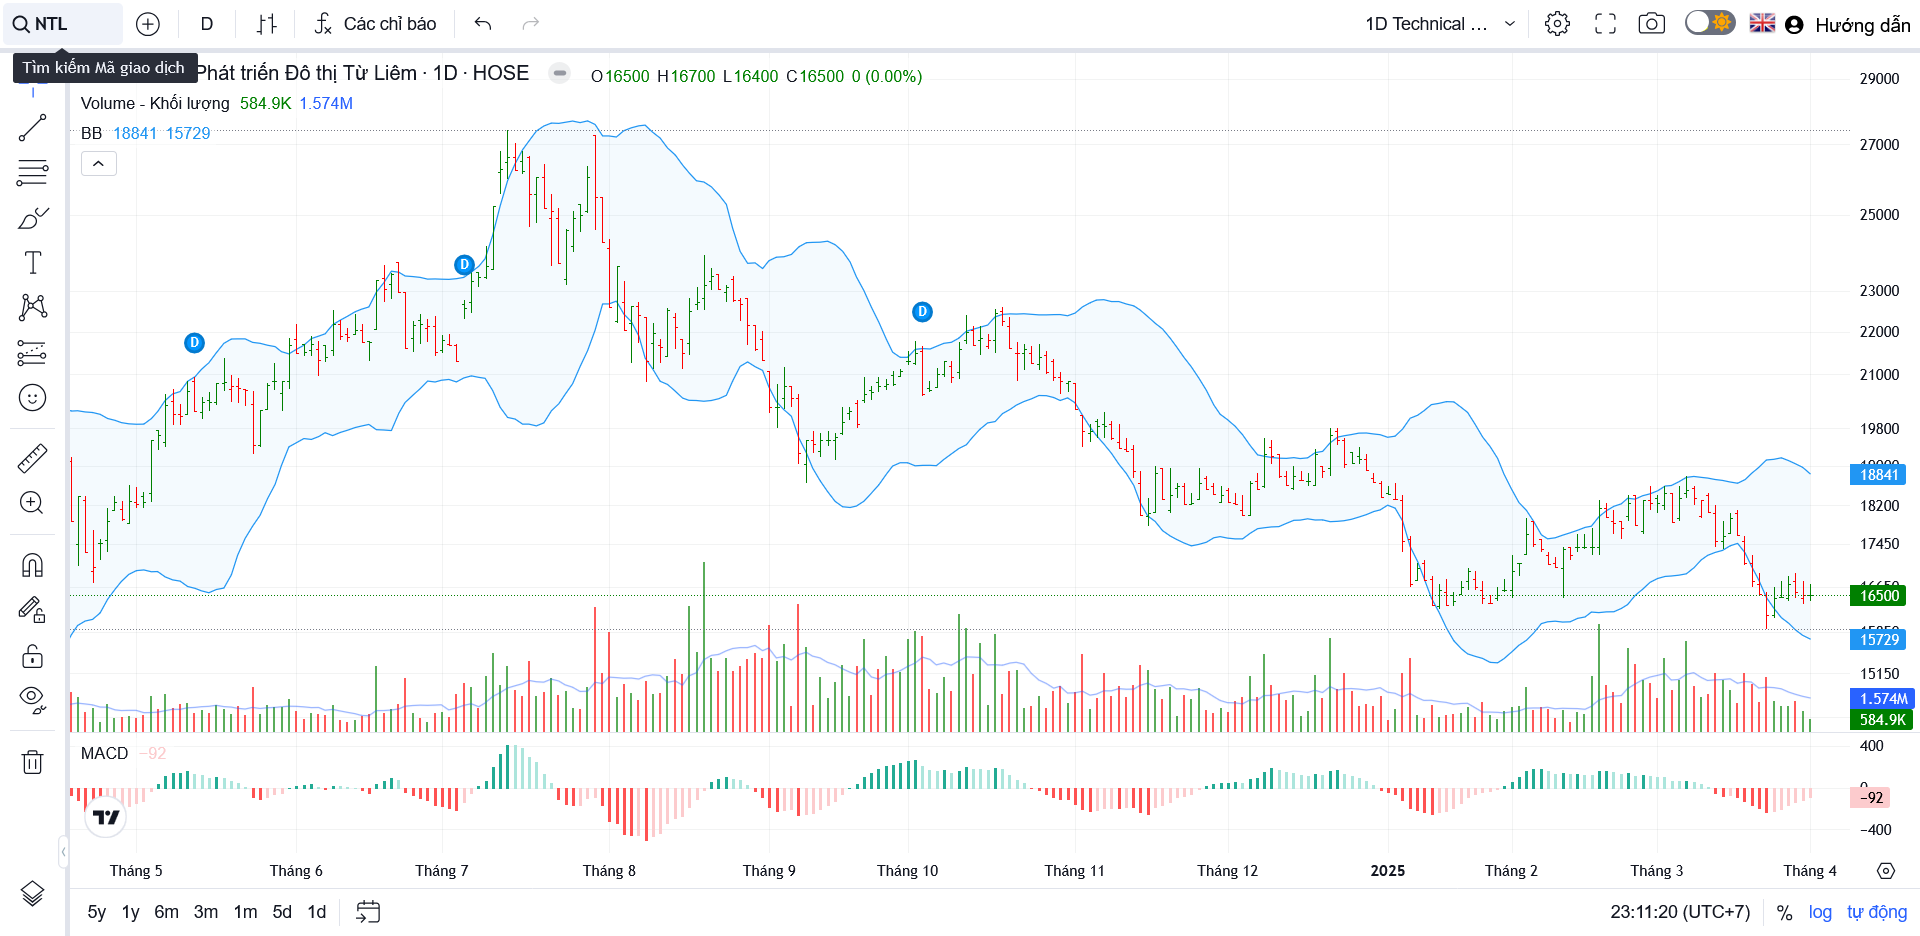 NTL
D
Các chỉ báo
1D Technical ...
Hướng dẫn
Tìm kiếm Mã giao dịch
Phát triển Đô thị Từ Liêm · 1D · HOSE
O16500 H16700 L16400 C16500 0 (0.00%)
Volume - Khối lượng 584.9K 1.574M
BB 18841 15729
D
D
D
29000
27000
25000
23000
22000
21000
19800
18841
18200
17450
16500
15729
15150
1.574M
584.9K
MACD −92
400
−92
−400
Tháng 5 Tháng 6 Tháng 7 Tháng 8 Tháng 9 Tháng 10 Tháng 11 Tháng 12 2025 Tháng 2 Tháng 3 Tháng 4
5y 1y 6m 3m 1m 5d 1d
23:11:20 (UTC+7) % log tự động